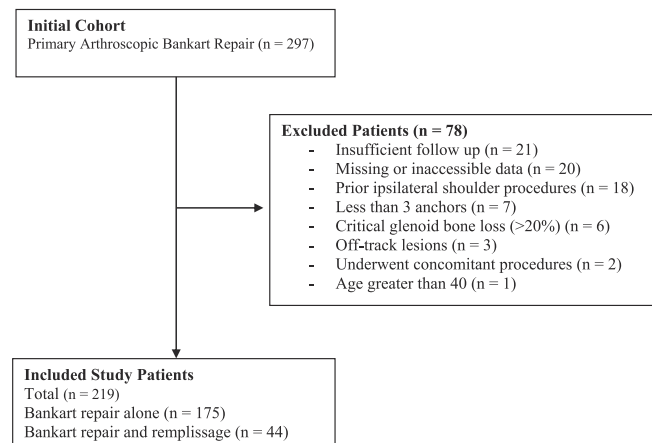 Initial Cohort
Primary Arthroscopic Bankart Repair (n = 297)
Excluded Patients (n = 78)
- Insufficient follow up (n = 21)
- Missing or inaccessible data (n = 20)
- Prior ipsilateral shoulder procedures (n = 18)
- Less than 3 anchors (n = 7)
- Critical glenoid bone loss (>20%) (n = 6)
- Off-track lesions (n = 3)
- Underwent concomitant procedures (n = 2)
- Age greater than 40 (n = 1)
Included Study Patients
Total (n = 219)
Bankart repair alone (n = 175)
Bankart repair and remplissage (n = 44)